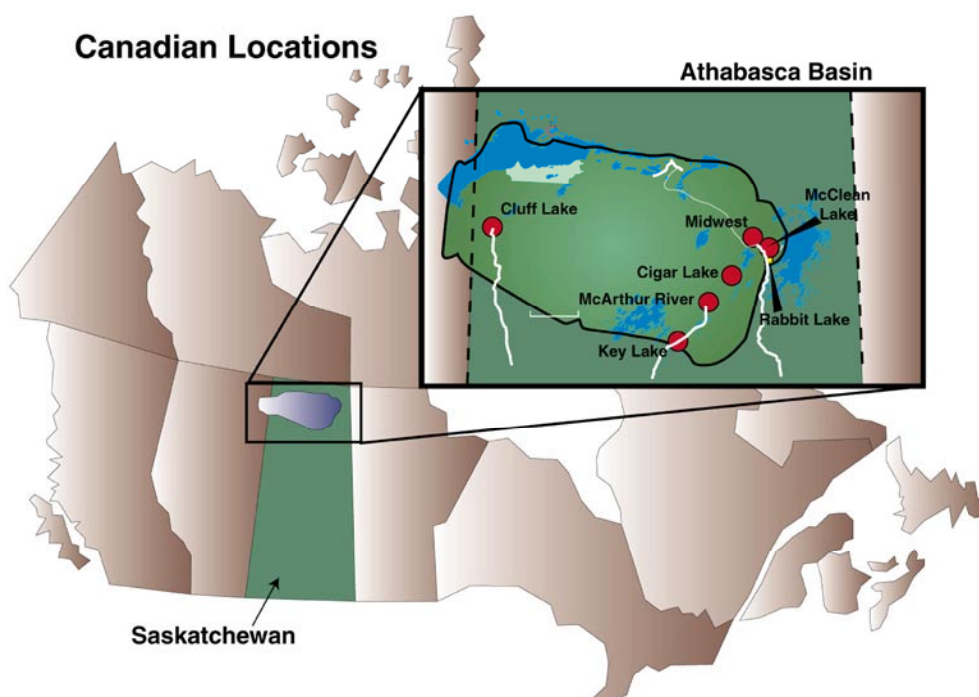 Canadian Locations
Athabasca Basin
McClean
Lake
Cluff Lake
Midwest
Cigar Lake
McArthur River
Rabbit Lake
Key Lake
Saskatchewan